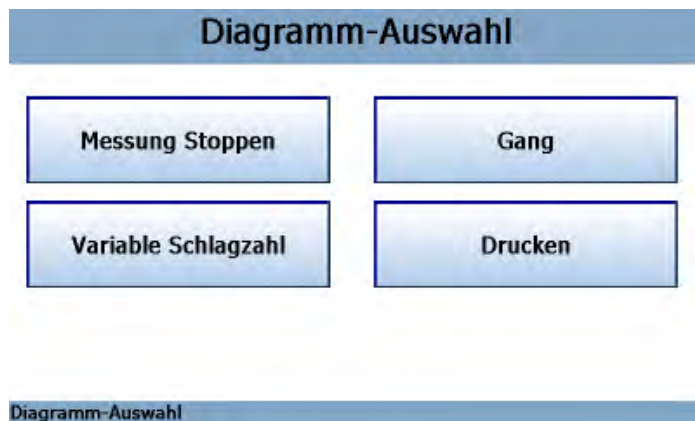 Diagramm-Auswahl
Messung Stoppen
Gang
Variable Schlagzahl
Drucken
Diagramm-Auswahl